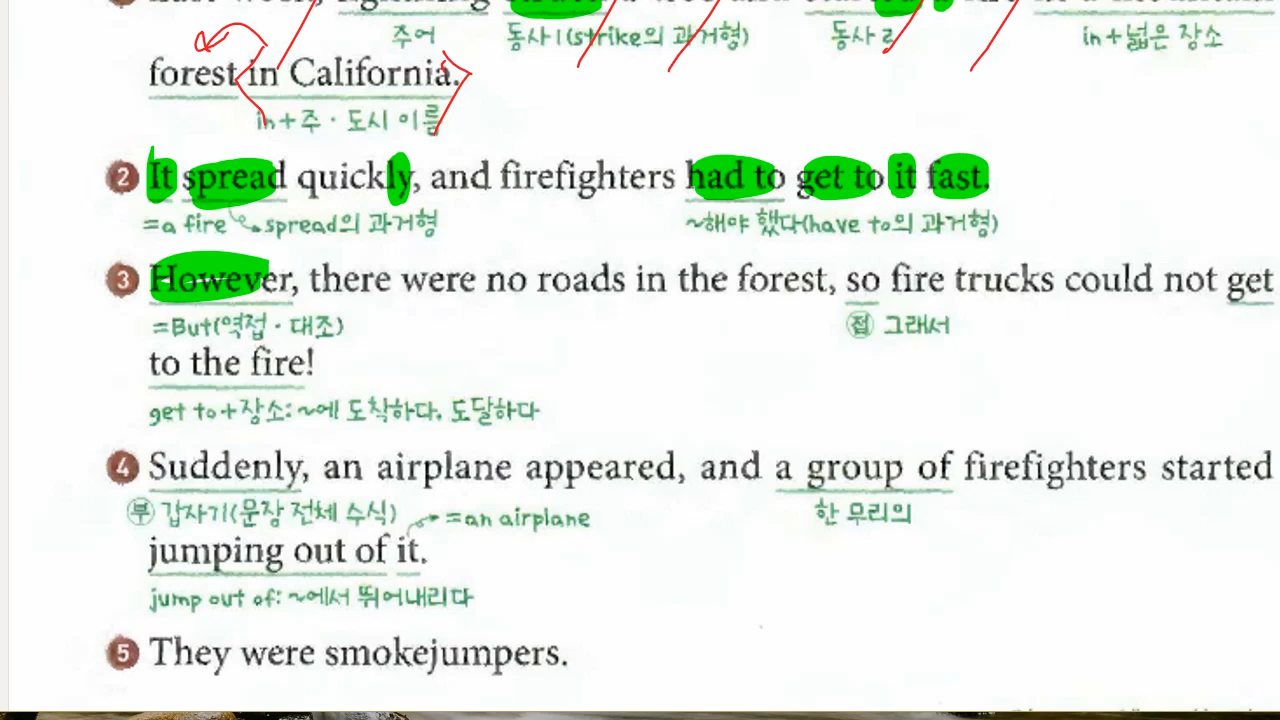 주어 동사1(strike의 과거형) 동사2 in+넓은 장소
forest in California.
in+주·도시 이름
2 It spread quickly, and firefighters had to get to it fast.
=a fire spread의 과거형 ~해야 했다(have to의 과거형)
3 However, there were no roads in the forest, so fire trucks could not get
=But(역접·대조) 접 그래서
to the fire!
get to+장소: ~에 도착하다, 도달하다
4 Suddenly, an airplane appeared, and a group of firefighters started
부 갑자기(문장 전체 수식) =an airplane 한 무리의
jumping out of it.
jump out of: ~에서 뛰어내리다
5 They were smokejumpers.